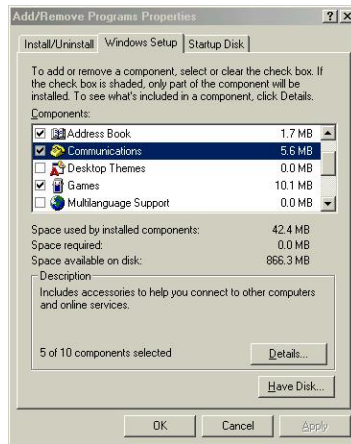 Add/Remove Programs Properties ? x
Install/Uninstall Windows Setup Startup Disk
To add or remove a component, select or clear the check box. If
the check box is shaded, only part of the component will be
installed. To see what's included in a component, click Details.
Components:
Address Book 1.7 MB
Communications 5.6 MB
Desktop Themes 0.0 MB
Games 10.1 MB
Multilanguage Support 0.0 MB
Space used by installed components: 42.4 MB
Space required: 0.0 MB
Space available on disk: 866.3 MB
Description
Includes accessories to help you connect to other computers
and online services.
5 of 10 components selected Details...
Have Disk...
OK Cancel Apply